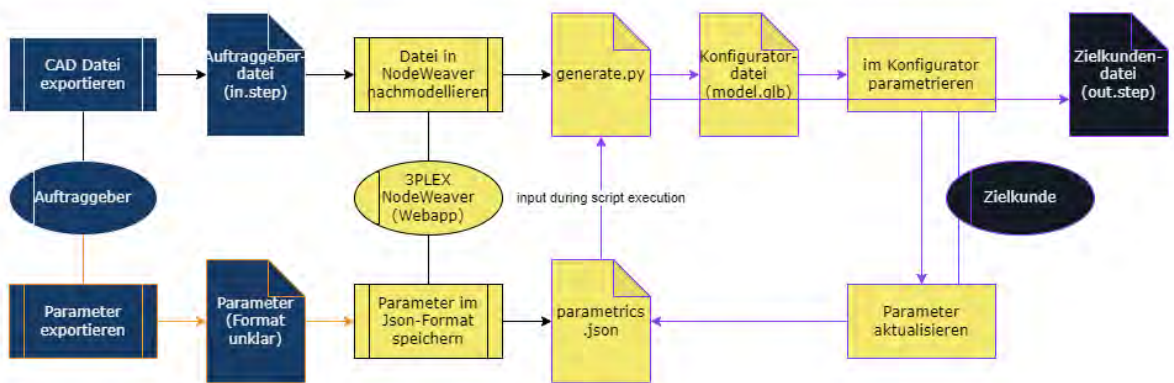 CAD Datei
exportieren
Auftraggeber-
datei
(in.step)
Datei in
NodeWeaver
nachmodellieren
generate.py
Konfigurator-
datei
(model.glb)
im Konfigurator
parametrieren
Zielkunden-
datei
(out.step)
Auftraggeber
3PLEX
NodeWeaver
(Webapp)
input during script execution
Zielkunde
Parameter
exportieren
Parameter
(Format
unklar)
Parameter im
Json-Format
speichern
parametrics
.json
Parameter
aktualisieren